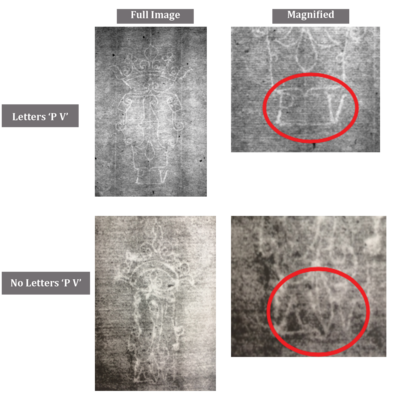 Full Image
Magnified
Letters ‘P V’
P V
No Letters ‘P V’